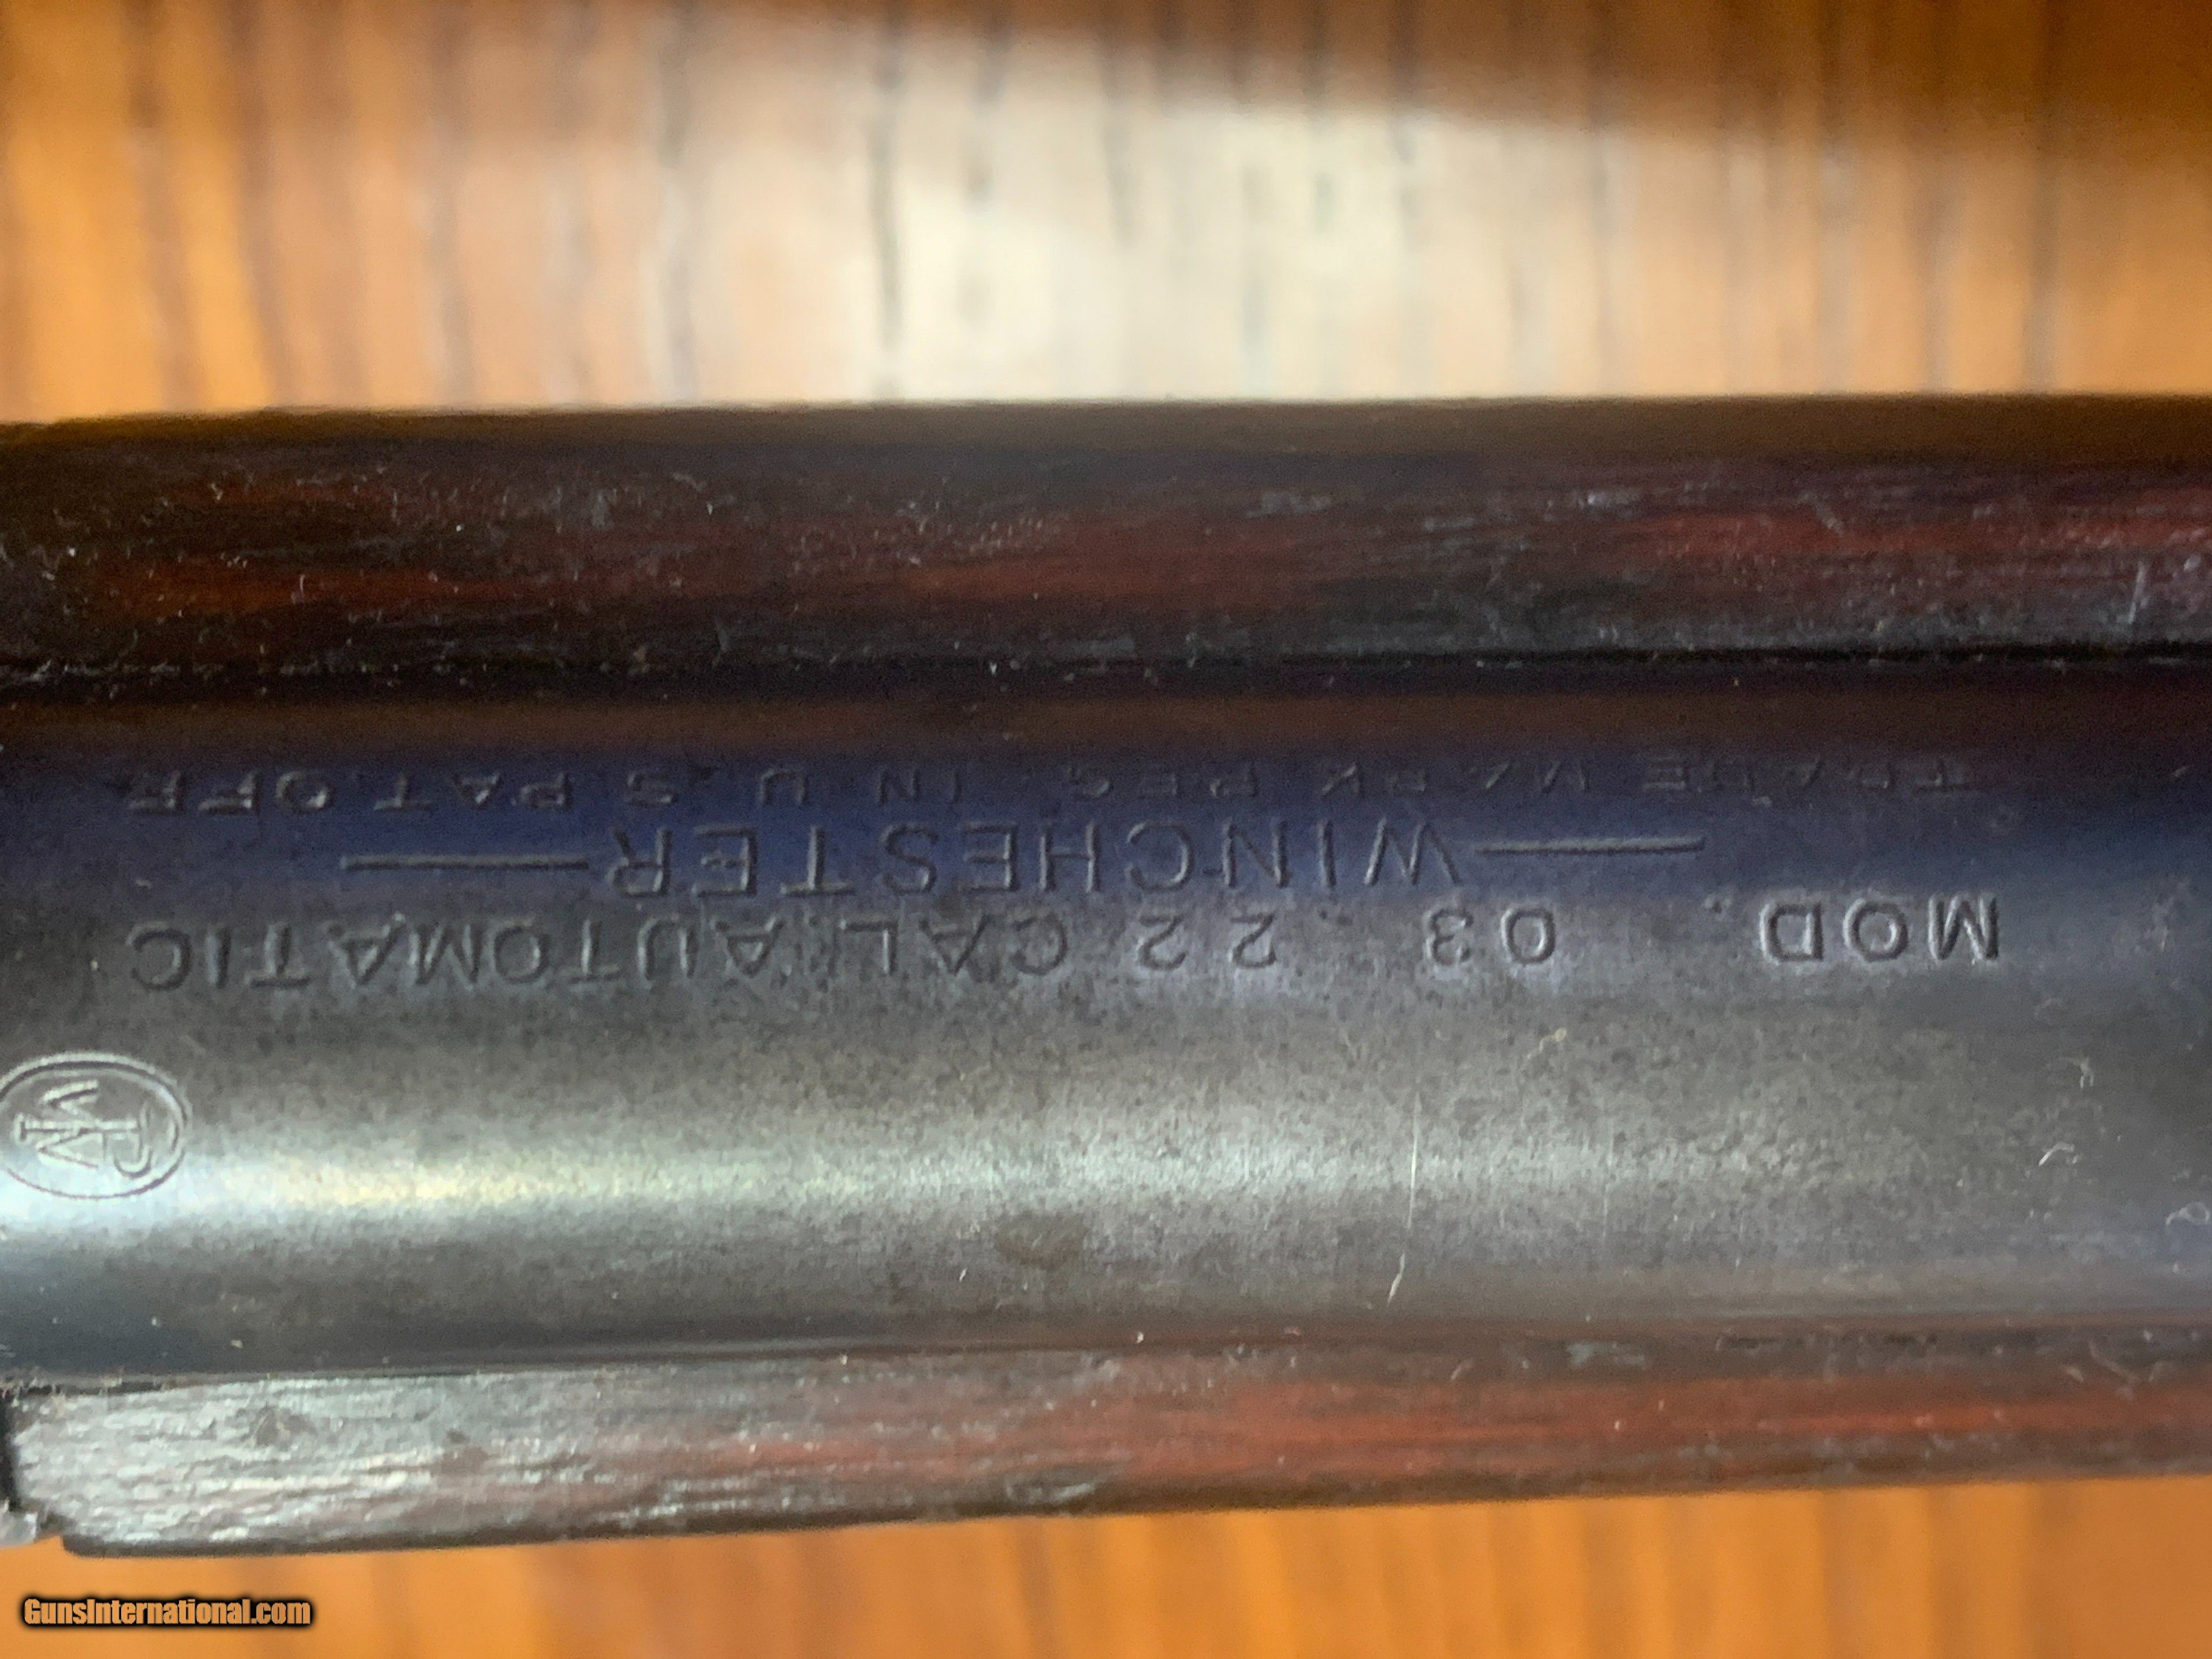 MOD. 03 .22 CAL. AUTOMATIC
—WINCHESTER—
TRADE MARK REG. IN U.S. PAT. OFF.
WP
GunsInternational.com